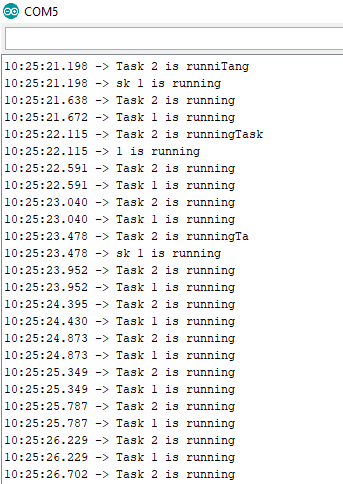 COM5
10:25:21.198 -> Task 2 is runniTang
10:25:21.198 -> sk 1 is running
10:25:21.638 -> Task 2 is running
10:25:21.672 -> Task 1 is running
10:25:22.115 -> Task 2 is runningTask
10:25:22.115 -> 1 is running
10:25:22.591 -> Task 2 is running
10:25:22.591 -> Task 1 is running
10:25:23.040 -> Task 2 is running
10:25:23.040 -> Task 1 is running
10:25:23.478 -> Task 2 is runningTa
10:25:23.478 -> sk 1 is running
10:25:23.952 -> Task 2 is running
10:25:23.952 -> Task 1 is running
10:25:24.395 -> Task 2 is running
10:25:24.430 -> Task 1 is running
10:25:24.873 -> Task 2 is running
10:25:24.873 -> Task 1 is running
10:25:25.349 -> Task 2 is running
10:25:25.349 -> Task 1 is running
10:25:25.787 -> Task 2 is running
10:25:25.787 -> Task 1 is running
10:25:26.229 -> Task 2 is running
10:25:26.229 -> Task 1 is running
10:25:26.702 -> Task 2 is running